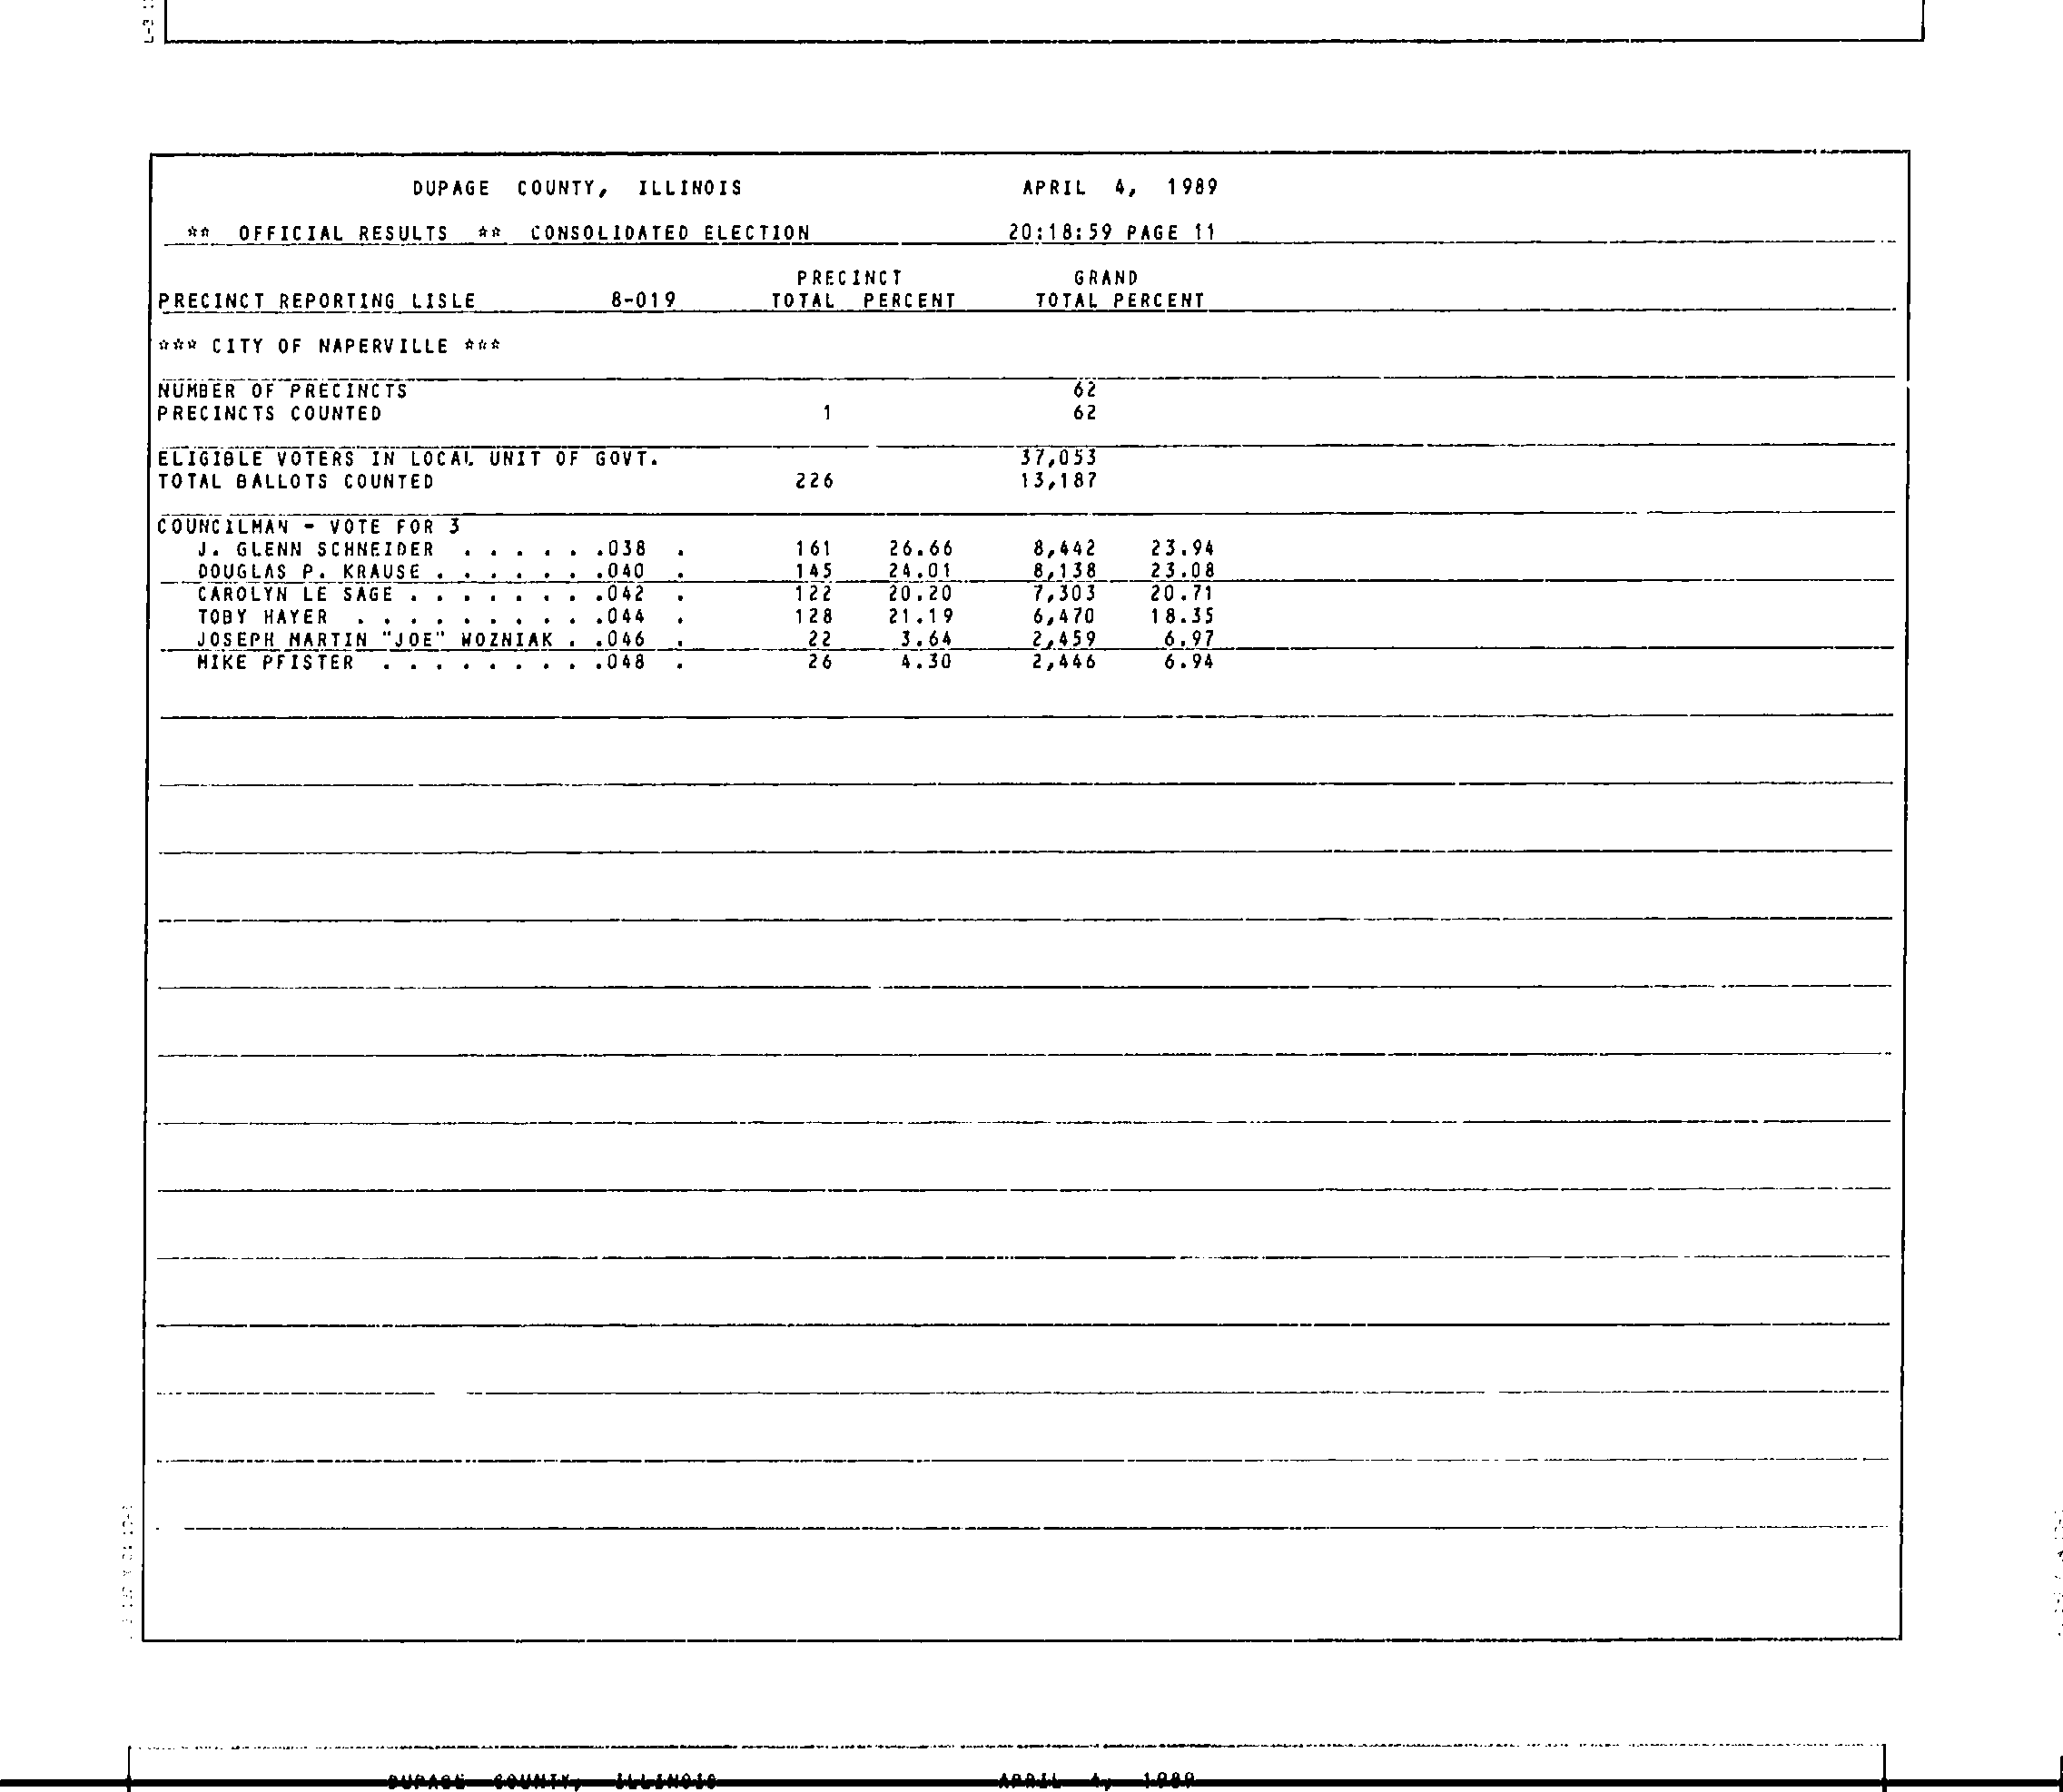 DUPAGE COUNTY, ILLINOIS APRIL 4, 1989
** OFFICIAL RESULTS ** CONSOLIDATED ELECTION 20:18:59 PAGE 11
PRECINCT GRAND
PRECINCT REPORTING LISLE 8-019 TOTAL PERCENT TOTAL PERCENT
*** CITY OF NAPERVILLE ***
NUMBER OF PRECINCTS 62
PRECINCTS COUNTED 1 62
ELIGIBLE VOTERS IN LOCAL UNIT OF GOVT. 37,053
TOTAL BALLOTS COUNTED 226 13,187
COUNCILMAN - VOTE FOR 3
J. GLENN SCHNEIDER . . . . . .038 . 161 26.66 8,442 23.94
DOUGLAS P. KRAUSE . . . . . . .040 . 145 24.01 8,138 23.08
CAROLYN LE SAGE . . . . . . . .042 . 122 20.20 7,303 20.71
TOBY HAYER . . . . . . . . . .044 . 128 21.19 6,470 18.35
JOSEPH MARTIN "JOE" WOZNIAK . .046 . 22 3.64 2,459 6.97
MIKE PFISTER . . . . . . . . .048 . 26 4.30 2,446 6.94
DUPAGE COUNTY, ILLINOIS APRIL 4, 1989